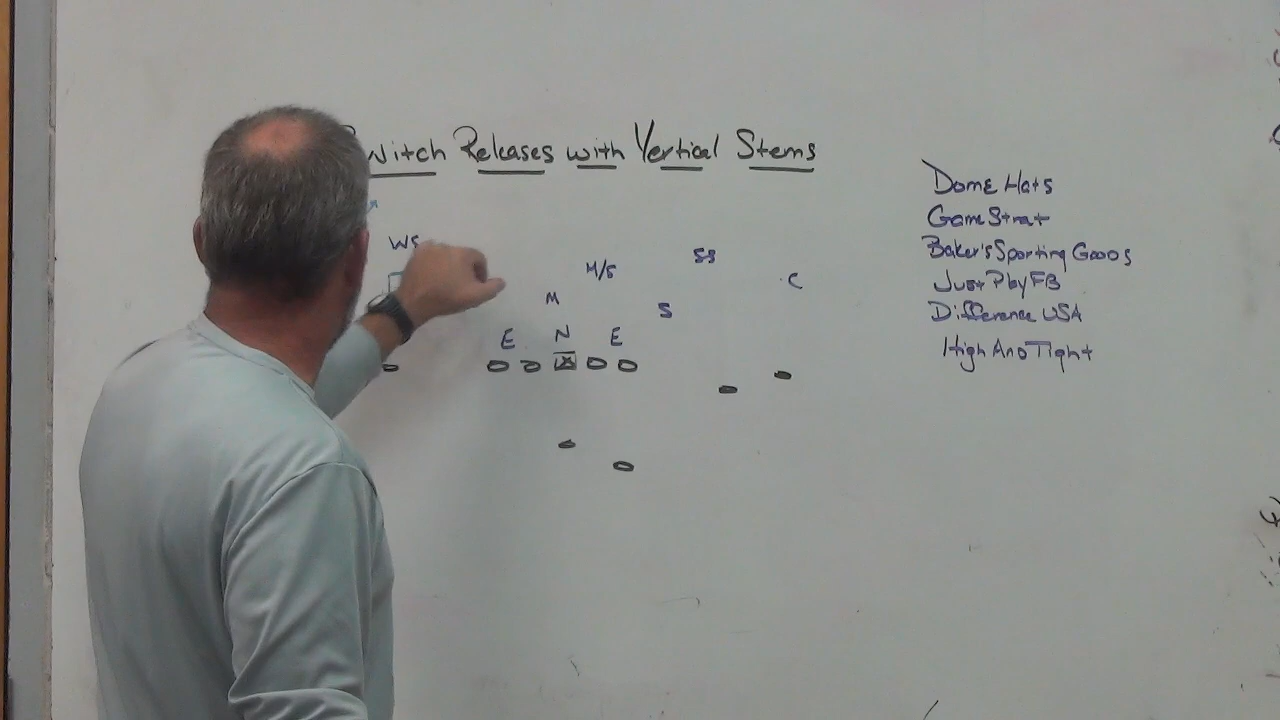 Switch Releases with Vertical Stems
Dome Hats
Game Strat
Baker's Sporting Goods
Just Play FB
Difference USA
High And Tight
WS
SS
M/S
C
M
S
E N E